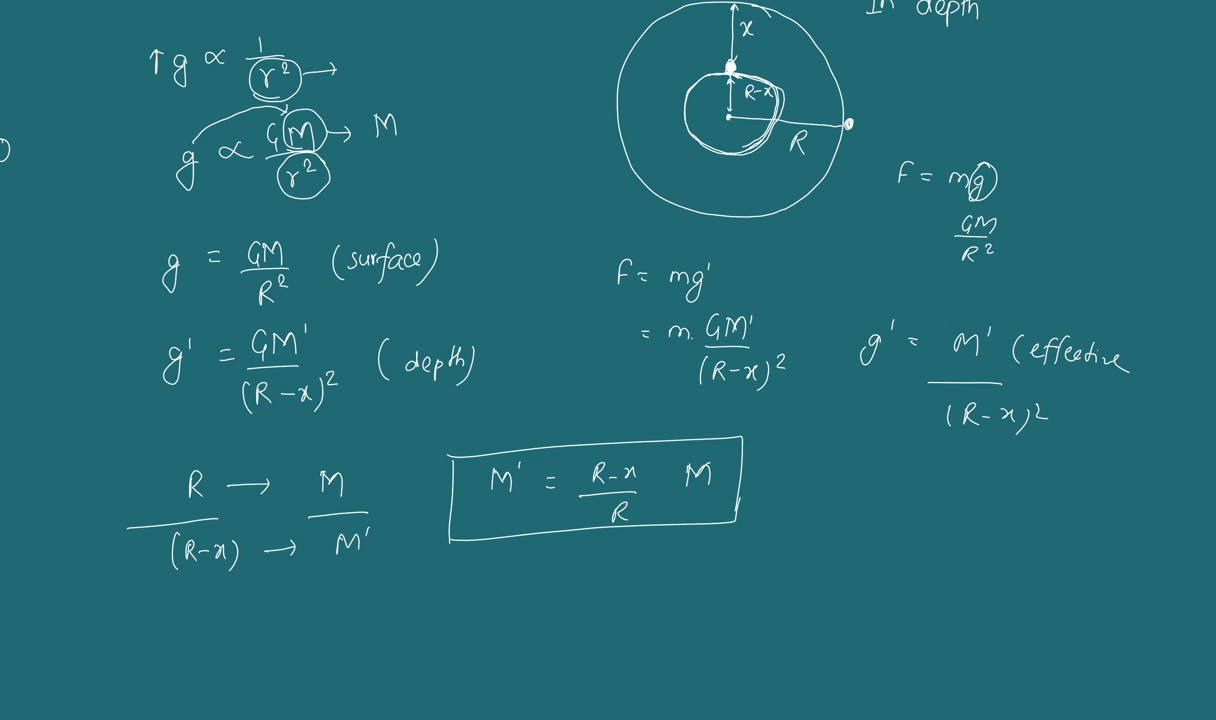 In depth
x
↑ g ∝ 1/r² →
R-x
g ∝ GM/r² → M
R
F = mg
GM/R²
g = GM/R² (surface)
F = mg'
= m. GM'/(R-x)²
g' = GM'/(R-x)² (depth)
g' = M'/(R-x)² (effective
R → M
(R-x) → M'
M' = R-x/R M